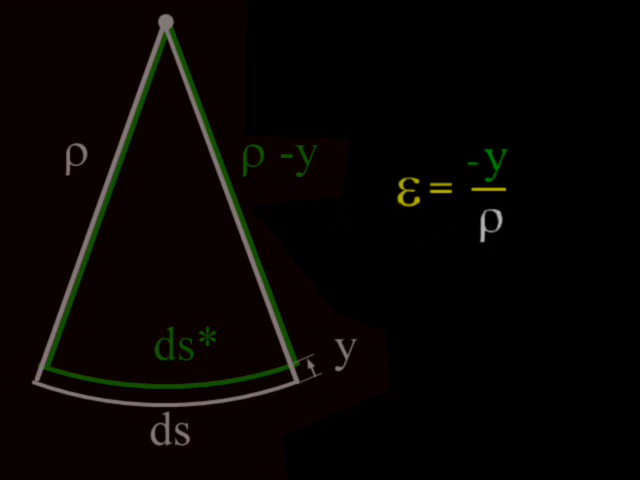 ρ
ρ -y
ε = -y/ρ
ds*
y
ds